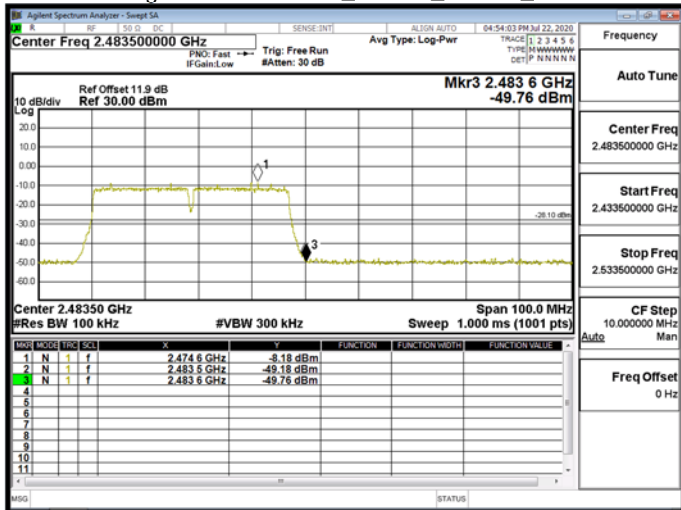 Agilent Spectrum Analyzer - Swept SA
R RF 50 Ω DC SENSE:INT ALIGN AUTO 04:54:03 PM Jul 22, 2020
Center Freq 2.483500000 GHz
PNO: Fast
IFGain:Low
Trig: Free Run
#Atten: 30 dB
Avg Type: Log-Pwr
TRACE 1 2 3 4 5 6
TYPE M WWWWW
DET P N N N N N
Frequency
Auto Tune
Center Freq
2.483500000 GHz
Start Freq
2.433500000 GHz
Stop Freq
2.533500000 GHz
CF Step
10.000000 MHz
Auto Man
Freq Offset
0 Hz
Mkr3 2.483 6 GHz
-49.76 dBm
Ref Offset 11.9 dB
10 dB/div Ref 30.00 dBm
Log
20.0
10.0
0.00
-10.0
-20.0
-30.0
-40.0
-50.0
-60.0
1
3
Center 2.48350 GHz Span 100.0 MHz
#Res BW 100 kHz #VBW 300 kHz Sweep 1.000 ms (1001 pts)
MKR MODE TRC SCL X Y FUNCTION FUNCTION WIDTH FUNCTION VALUE
1 N 1 f 2.474 6 GHz -8.18 dBm
2 N 1 f 2.483 5 GHz -49.18 dBm
3 N 1 f 2.483 6 GHz -49.76 dBm
4
5
6
7
8
9
10
11
MSG STATUS